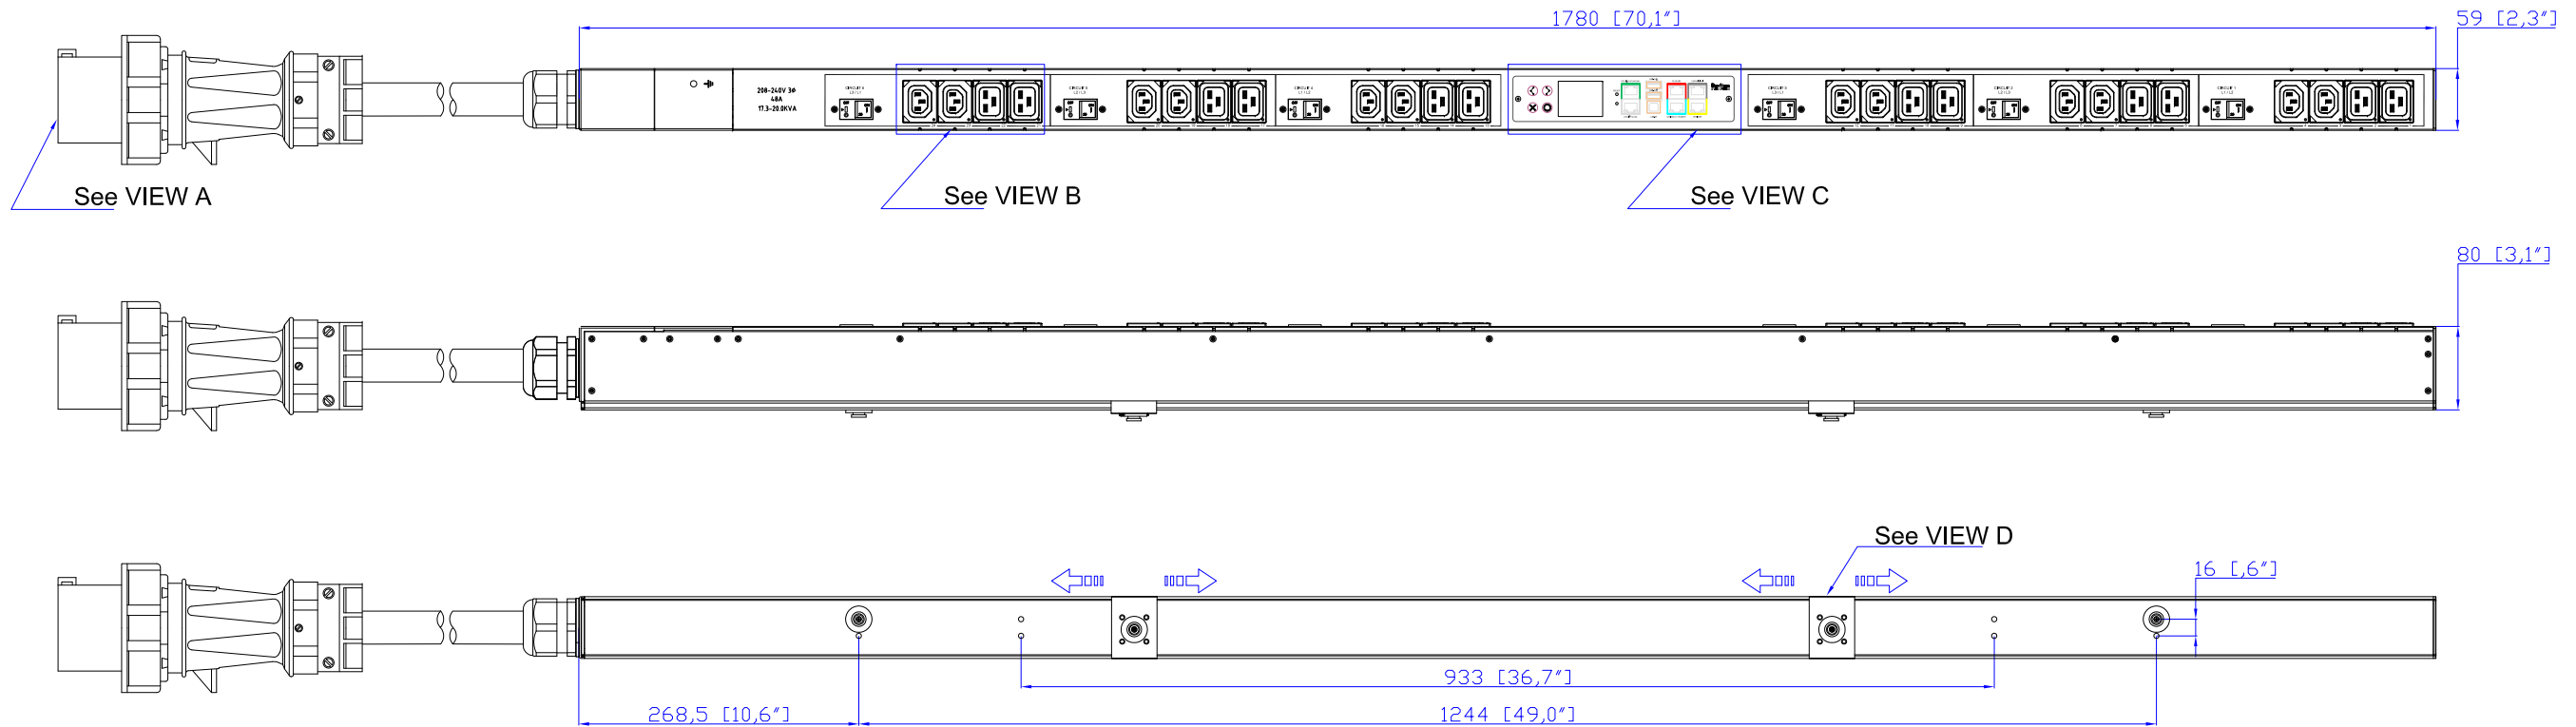 1780 [70,1"]
59 [2,3"]
208-240V 3Φ
48A
17.3-20.0KVA
See VIEW A
See VIEW B
See VIEW C
80 [3,1"]
See VIEW D
16 [,6"]
933 [36,7"]
268,5 [10,6"]
1244 [49,0"]